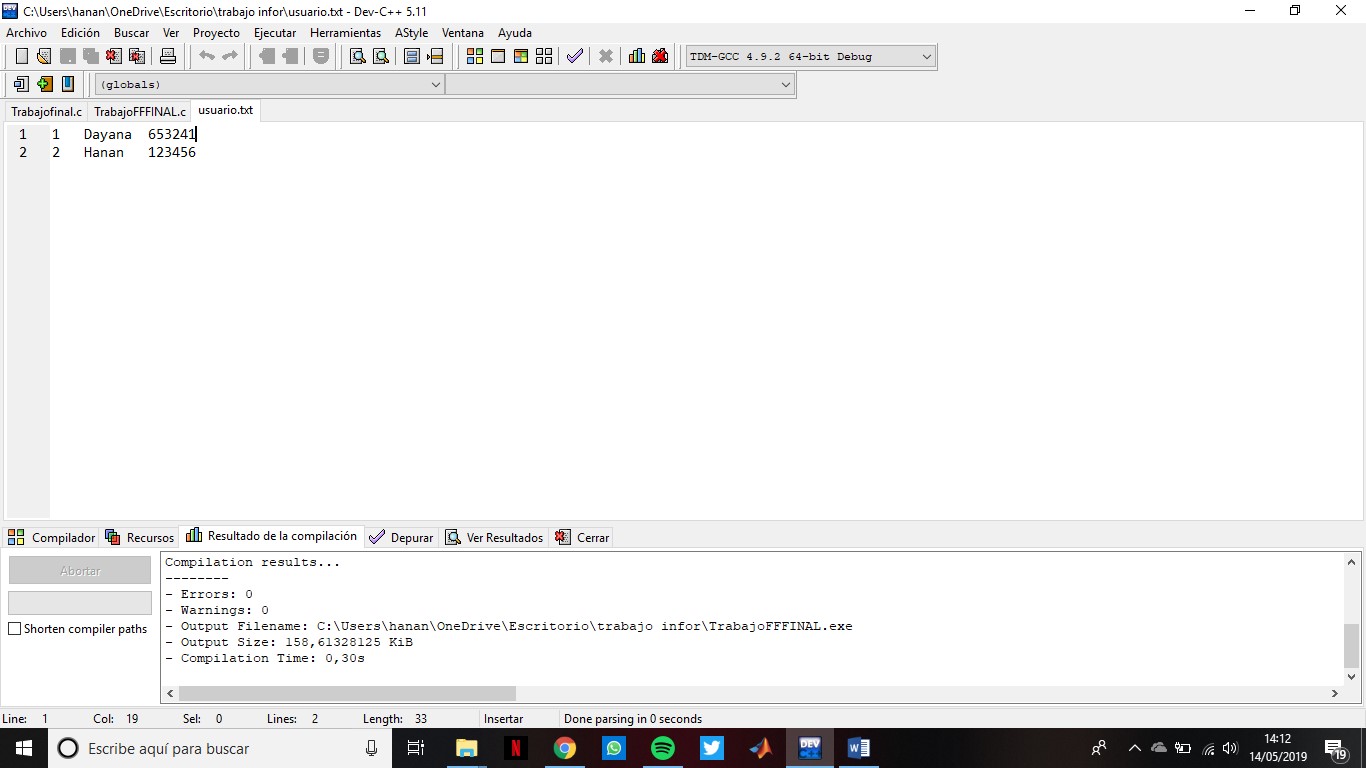 C:\Users\hanan\OneDrive\Escritorio\trabajo infor\usuario.txt - Dev-C++ 5.11
Archivo Edición Buscar Ver Proyecto Ejecutar Herramientas AStyle Ventana Ayuda
TDM-GCC 4.9.2 64-bit Debug
(globals)
Trabajofinal.c TrabajoFFFINAL.c usuario.txt
1 1 Dayana 653241
2 2 Hanan 123456
Compilador Recursos Resultado de la compilación Depurar Ver Resultados Cerrar
Abortar
Shorten compiler paths
Compilation results...
--------
- Errors: 0
- Warnings: 0
- Output Filename: C:\Users\hanan\OneDrive\Escritorio\trabajo infor\TrabajoFFFINAL.exe
- Output Size: 158,61328125 KiB
- Compilation Time: 0,30s
Line: 1 Col: 19 Sel: 0 Lines: 2 Length: 33 Insertar Done parsing in 0 seconds
Escribe aquí para buscar
N
DEV
W
14:12
14/05/2019
19